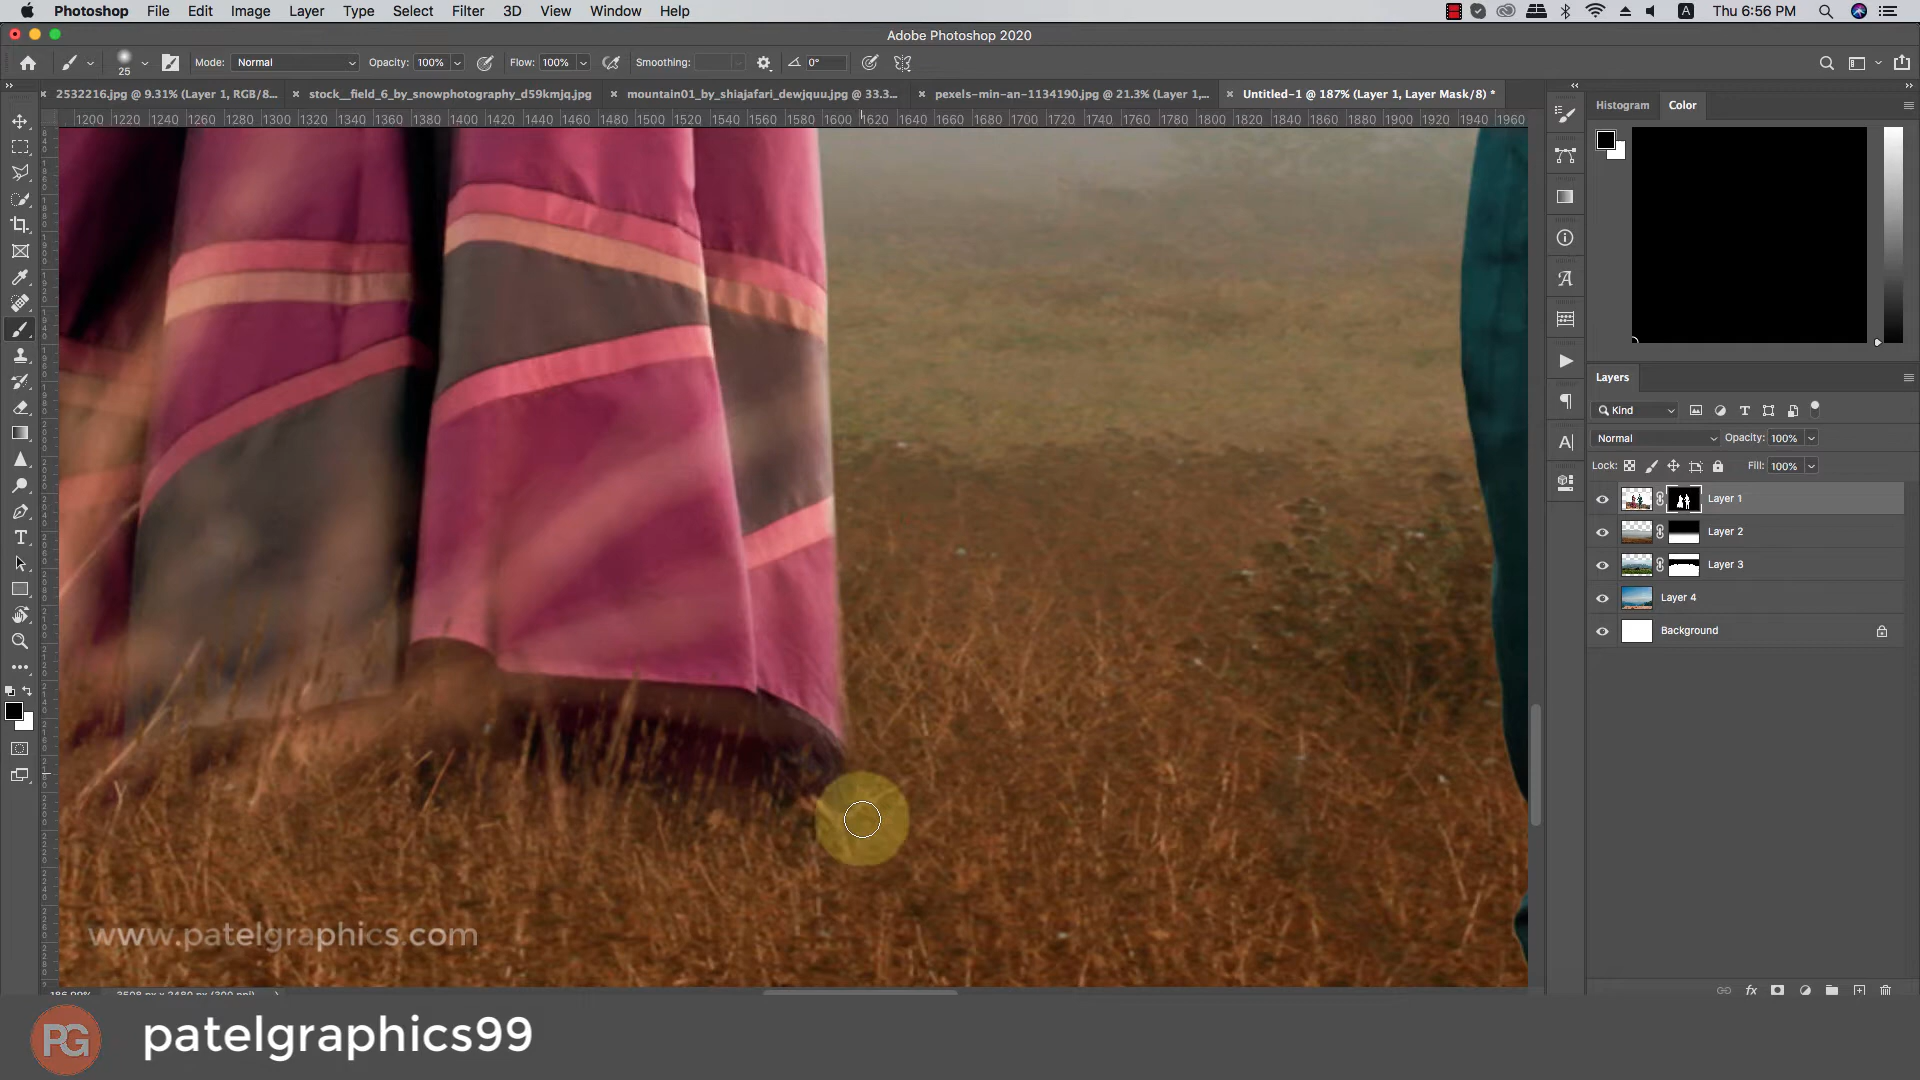 Photoshop File Edit Image Layer Type Select Filter 3D View Window Help
A Thu 6:56 PM
Adobe Photoshop 2020
25 Mode: Normal Opacity: 100% Flow: 100% Smoothing: 0°
2532216.jpg @ 9.31% (Layer 1, RGB/8... stock__field_6_by_snowphotography_d59kmjq.jpg mountain01_by_shiajafari_dewjquu.jpg @ 33.3... pexels-min-an-1134190.jpg @ 21.3% (Layer 1,... Untitled-1 @ 187% (Layer 1, Layer Mask/8) *
1200 1220 1240 1260 1280 1300 1320 1340 1360 1380 1400 1420 1440 1460 1480 1500 1520 1540 1560 1580 1600 1620 1640 1660 1680 1700 1720 1740 1760 1780 1800 1820 1840 1860 1880 1900 1920 1940 1960
Histogram Color
Layers
Kind
Normal Opacity: 100%
Lock: Fill: 100%
Layer 1
Layer 2
Layer 3
Layer 4
Background
www.patelgraphics.com
PG patelgraphics99